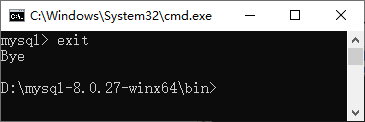 C:\Windows\System32\cmd.exe
mysql> exit
Bye
D:\mysql-8.0.27-winx64\bin>